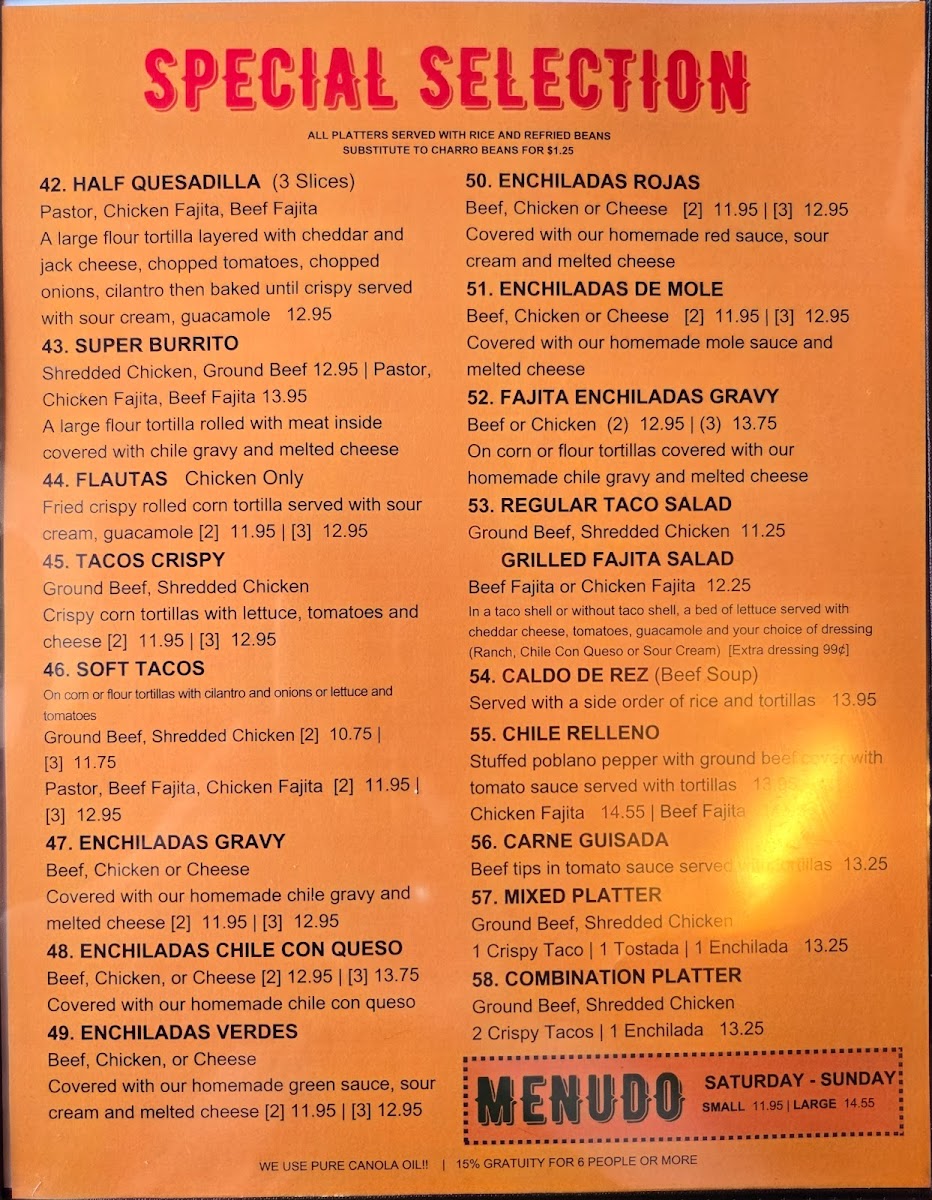 SPECIAL SELECTION
ALL PLATTERS SERVED WITH RICE AND REFRIED BEANS
SUBSTITUTE TO CHARRO BEANS FOR $1.25
42. HALF QUESADILLA (3 Slices)
Pastor, Chicken Fajita, Beef Fajita
A large flour tortilla layered with cheddar and
jack cheese, chopped tomatoes, chopped
onions, cilantro then baked until crispy served
with sour cream, guacamole 12.95
43. SUPER BURRITO
Shredded Chicken, Ground Beef 12.95 | Pastor,
Chicken Fajita, Beef Fajita 13.95
A large flour tortilla rolled with meat inside
covered with chile gravy and melted cheese
44. FLAUTAS Chicken Only
Fried crispy rolled corn tortilla served with sour
cream, guacamole [2] 11.95 | [3] 12.95
45. TACOS CRISPY
Ground Beef, Shredded Chicken
Crispy corn tortillas with lettuce, tomatoes and
cheese [2] 11.95 | [3] 12.95
46. SOFT TACOS
On corn or flour tortillas with cilantro and onions or lettuce and
tomatoes
Ground Beef, Shredded Chicken [2] 10.75 |
[3] 11.75
Pastor, Beef Fajita, Chicken Fajita [2] 11.95 |
[3] 12.95
47. ENCHILADAS GRAVY
Beef, Chicken or Cheese
Covered with our homemade chile gravy and
melted cheese [2] 11.95 | [3] 12.95
48. ENCHILADAS CHILE CON QUESO
Beef, Chicken, or Cheese [2] 12.95 | [3] 13.75
Covered with our homemade chile con queso
49. ENCHILADAS VERDES
Beef, Chicken, or Cheese
Covered with our homemade green sauce, sour
cream and melted cheese [2] 11.95 | [3] 12.95
50. ENCHILADAS ROJAS
Beef, Chicken or Cheese [2] 11.95 | [3] 12.95
Covered with our homemade red sauce, sour
cream and melted cheese
51. ENCHILADAS DE MOLE
Beef, Chicken or Cheese [2] 11.95 | [3] 12.95
Covered with our homemade mole sauce and
melted cheese
52. FAJITA ENCHILADAS GRAVY
Beef or Chicken (2) 12.95 | (3) 13.75
On corn or flour tortillas covered with our
homemade chile gravy and melted cheese
53. REGULAR TACO SALAD
Ground Beef, Shredded Chicken 11.25
GRILLED FAJITA SALAD
Beef Fajita or Chicken Fajita 12.25
In a taco shell or without taco shell, a bed of lettuce served with
cheddar cheese, tomatoes, guacamole and your choice of dressing
(Ranch, Chile Con Queso or Sour Cream) [Extra dressing 99¢]
54. CALDO DE REZ (Beef Soup)
Served with a side order of rice and tortillas 13.95
55. CHILE RELLENO
Stuffed poblano pepper with ground beef cover with
tomato sauce served with tortillas
Chicken Fajita 14.55 | Beef Fajita
56. CARNE GUISADA
Beef tips in tomato sauce served with tortillas 13.25
57. MIXED PLATTER
Ground Beef, Shredded Chicken
1 Crispy Taco | 1 Tostada | 1 Enchilada 13.25
58. COMBINATION PLATTER
Ground Beef, Shredded Chicken
2 Crispy Tacos | 1 Enchilada 13.25
MENUDO
SATURDAY - SUNDAY
SMALL 11.95 | LARGE 14.55
WE USE PURE CANOLA OIL!! | 15% GRATUITY FOR 6 PEOPLE OR MORE